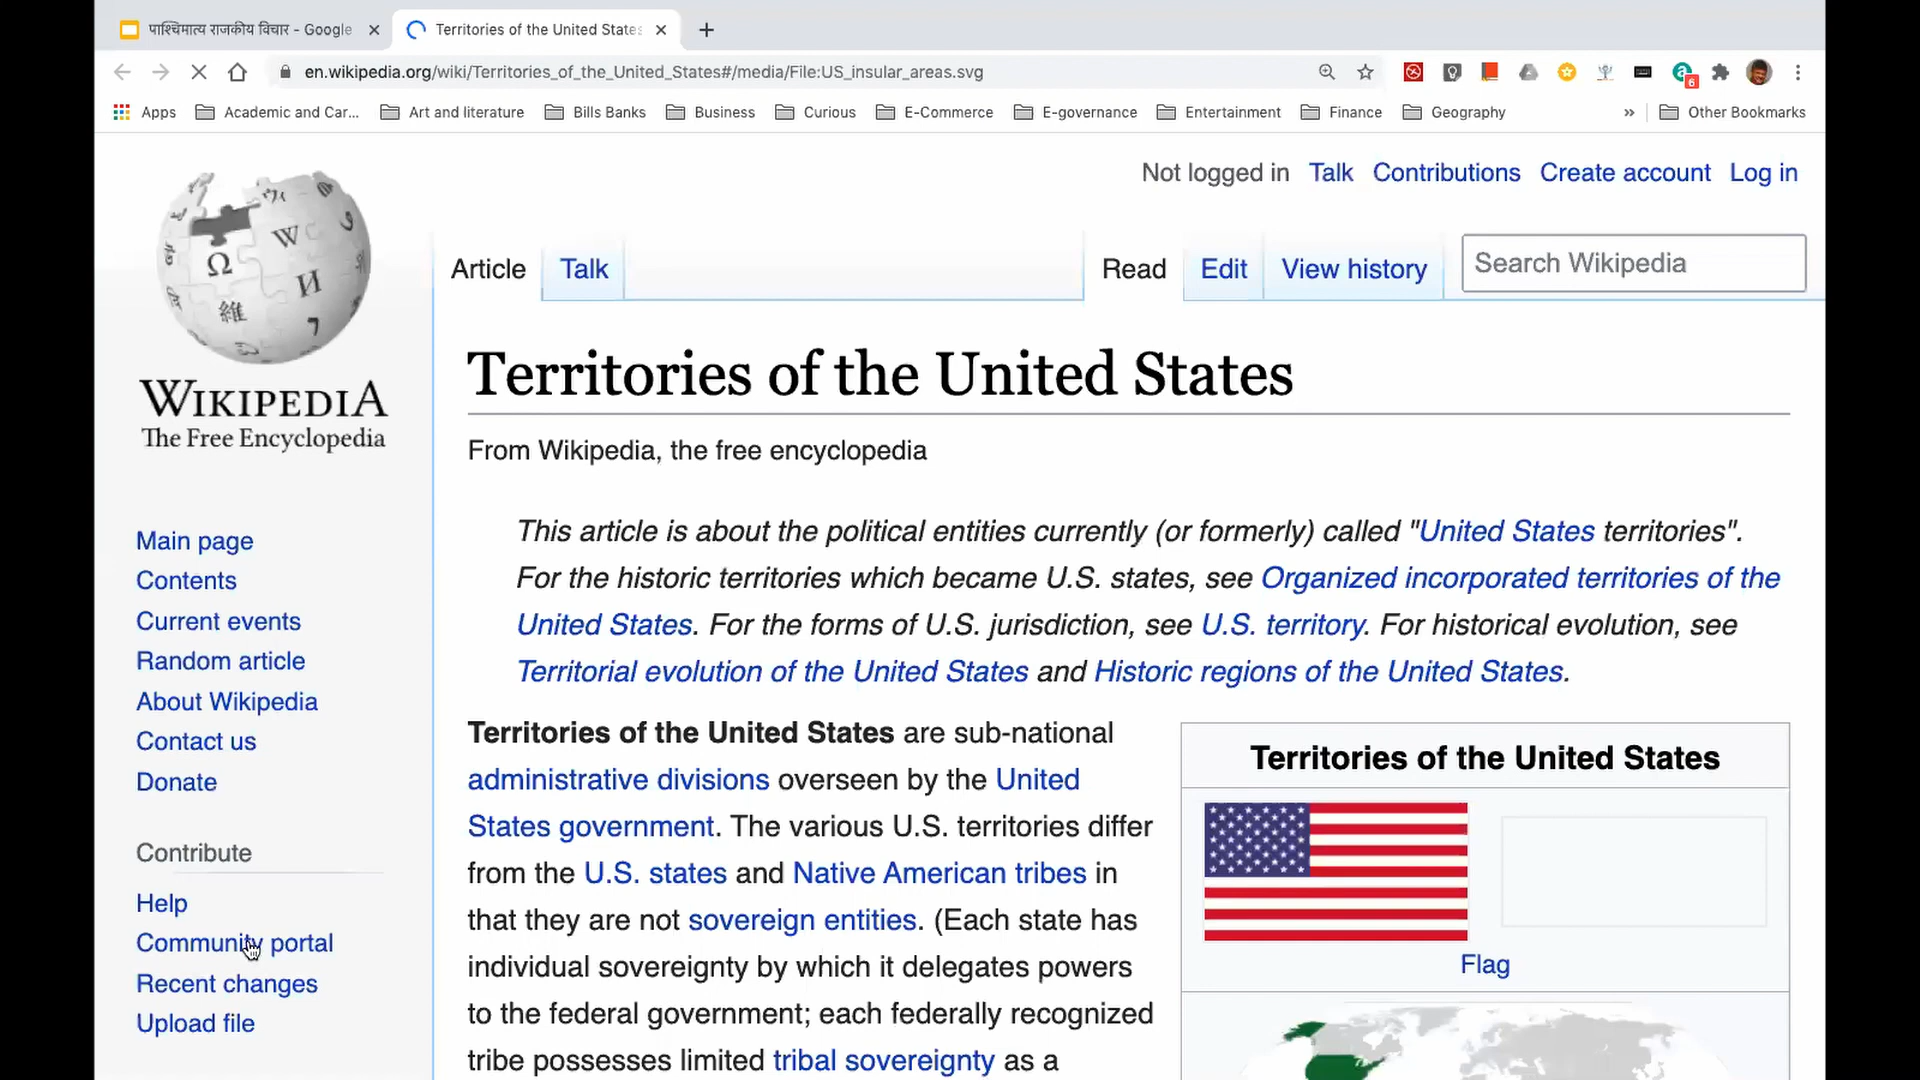 पाश्चिमात्य राजकीय विचार - Google
Territories of the United States
en.wikipedia.org/wiki/Territories_of_the_United_States#/media/File:US_insular_areas.svg
6
Apps Academic and Car... Art and literature Bills Banks Business Curious E-Commerce E-governance Entertainment Finance Geography » Other Bookmarks
Not logged in Talk Contributions Create account Log in
Article Talk Read Edit View history Search Wikipedia
WIKIPEDIA
The Free Encyclopedia
Main page
Contents
Current events
Random article
About Wikipedia
Contact us
Donate
Contribute
Help
Community portal
Recent changes
Upload file
Territories of the United States
From Wikipedia, the free encyclopedia
This article is about the political entities currently (or formerly) called "United States territories".
For the historic territories which became U.S. states, see Organized incorporated territories of the
United States. For the forms of U.S. jurisdiction, see U.S. territory. For historical evolution, see
Territorial evolution of the United States and Historic regions of the United States.
Territories of the United States are sub-national
administrative divisions overseen by the United
States government. The various U.S. territories differ
from the U.S. states and Native American tribes in
that they are not sovereign entities. (Each state has
individual sovereignty by which it delegates powers
to the federal government; each federally recognized
tribe possesses limited tribal sovereignty as a
Territories of the United States
Flag